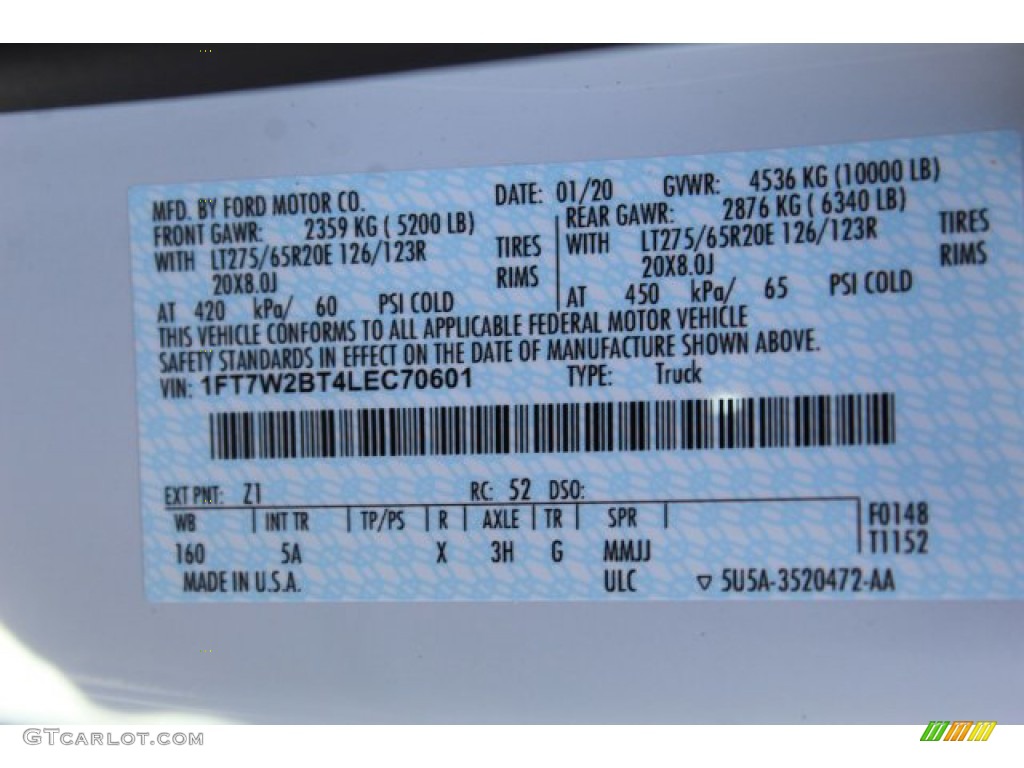 MFD. BY FORD MOTOR CO. DATE: 01/20 GVWR: 4536 KG (10000 LB)
FRONT GAWR: 2359 KG ( 5200 LB) REAR GAWR: 2876 KG ( 6340 LB)
WITH LT275/65R20E 126/123R TIRES WITH LT275/65R20E 126/123R TIRES
20X8.0J RIMS 20X8.0J RIMS
AT 420 kPa/ 60 PSI COLD AT 450 kPa/ 65 PSI COLD
THIS VEHICLE CONFORMS TO ALL APPLICABLE FEDERAL MOTOR VEHICLE
SAFETY STANDARDS IN EFFECT ON THE DATE OF MANUFACTURE SHOWN ABOVE.
VIN: 1FT7W2BT4LEC70601 TYPE: Truck
EXT PNT: Z1 RC: 52 DSO:
WB INT TR TP/PS R AXLE TR SPR F0148
160 5A X 3H G MMJJ T1152
MADE IN U.S.A. ULC ▽ 5U5A-3520472-AA
GTCARLOT.COM